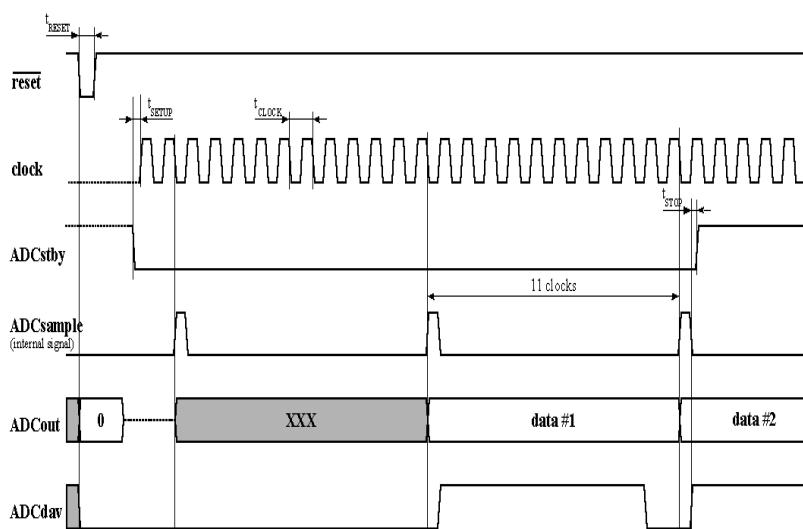 tRESET
reset
tSETUP
tCLOCK
clock
tSTOP
ADCstby
11 clocks
ADCsample
(internal signal)
ADCout
0
XXX
data #1
data #2
ADCdav